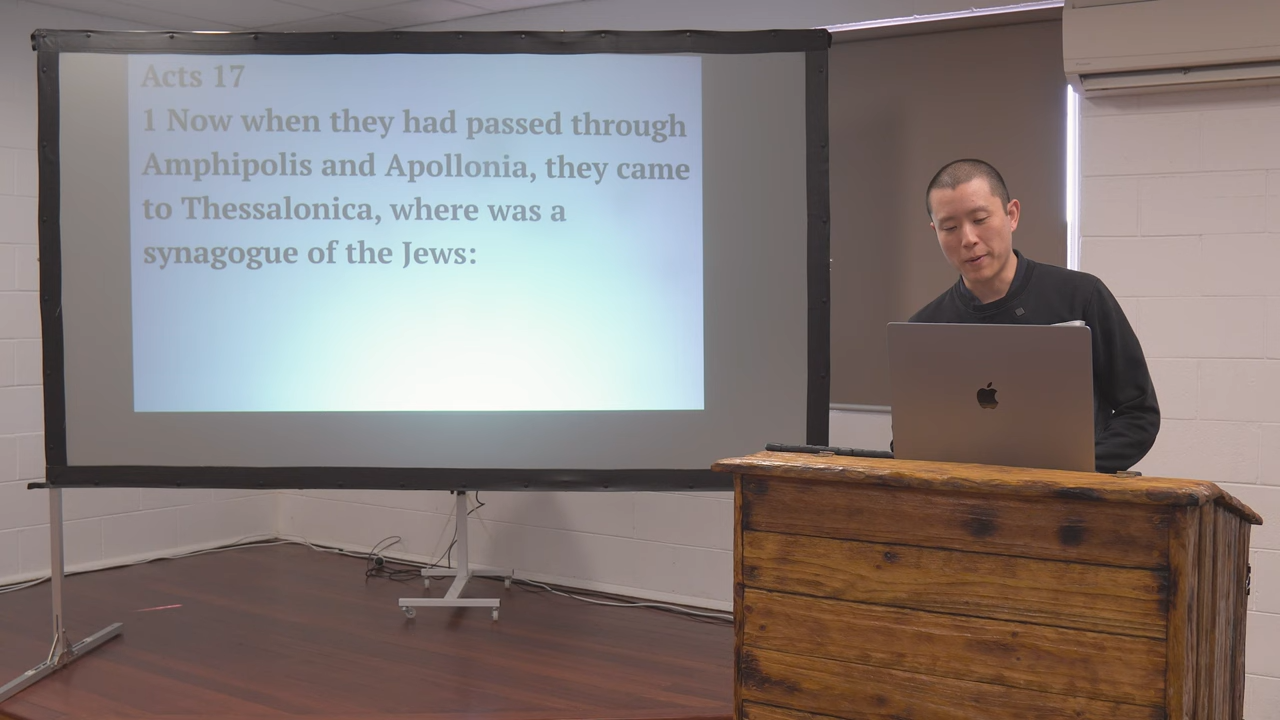 Acts 17
1 Now when they had passed through
Amphipolis and Apollonia, they came
to Thessalonica, where was a
synagogue of the Jews: